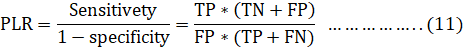 PLR = Sensitivety / 1 − specificity = TP ∗ (TN + FP) / FP ∗ (TP + FN) … … … … … . . (11)